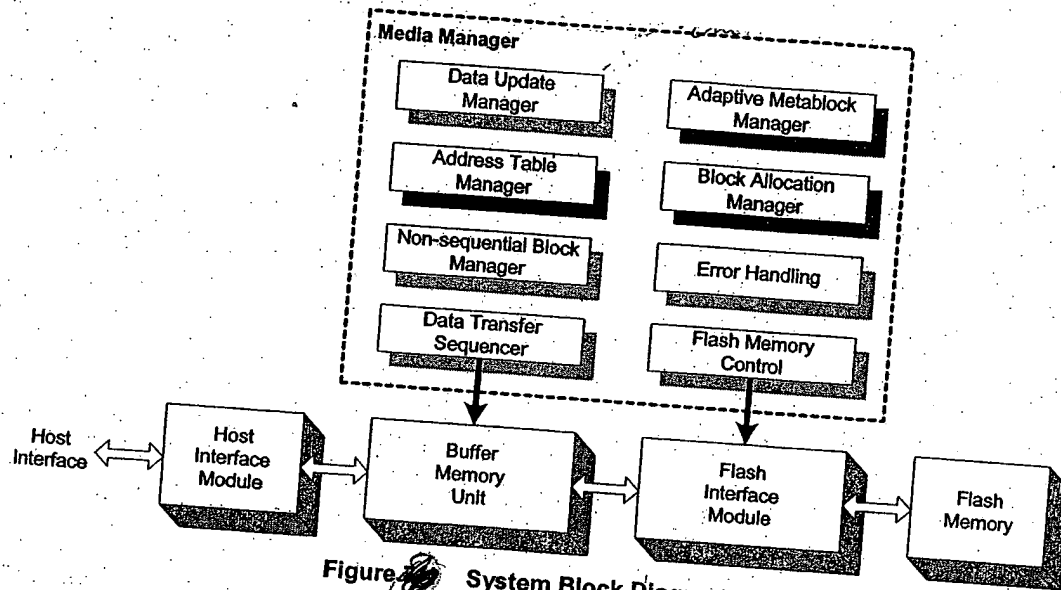 Media Manager
Data Update
Manager
Adaptive Metablock
Manager
Address Table
Manager
Block Allocation
Manager
Non-sequential Block
Manager
Error Handling
Data Transfer
Sequencer
Flash Memory
Control
Host
Interface
Host
Interface
Module
Buffer
Memory
Unit
Flash
Interface
Module
Flash
Memory
Figure System Block